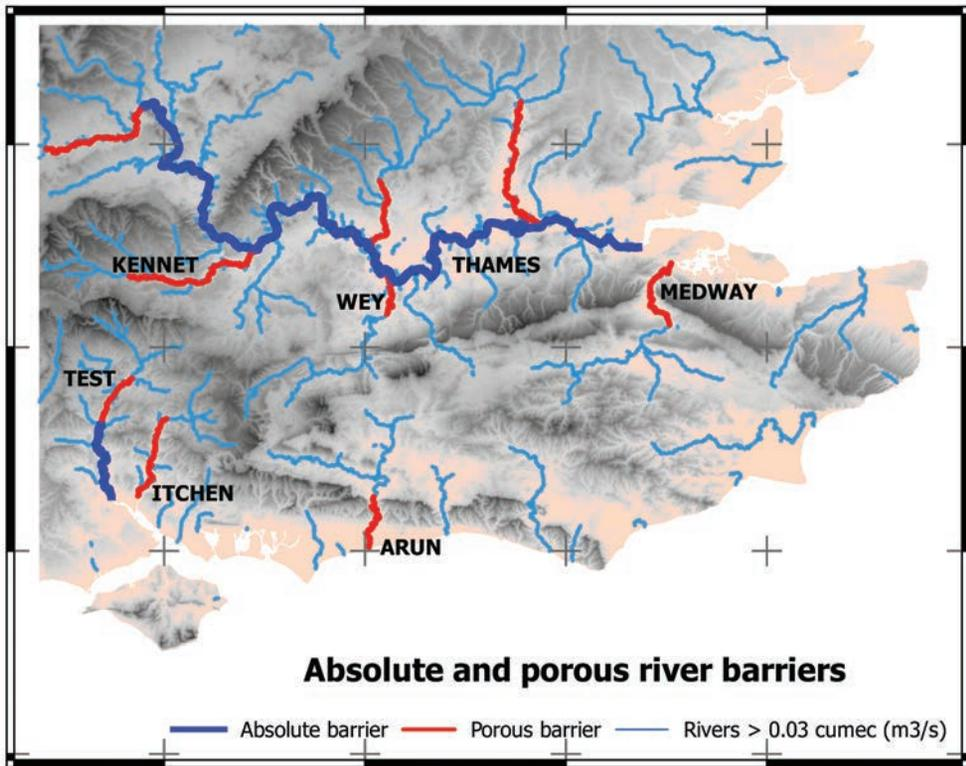 KENNET
THAMES
WEY
MEDWAY
TEST
ITCHEN
ARUN
Absolute and porous river barriers
Absolute barrier Porous barrier Rivers > 0.03 cumec (m3/s)